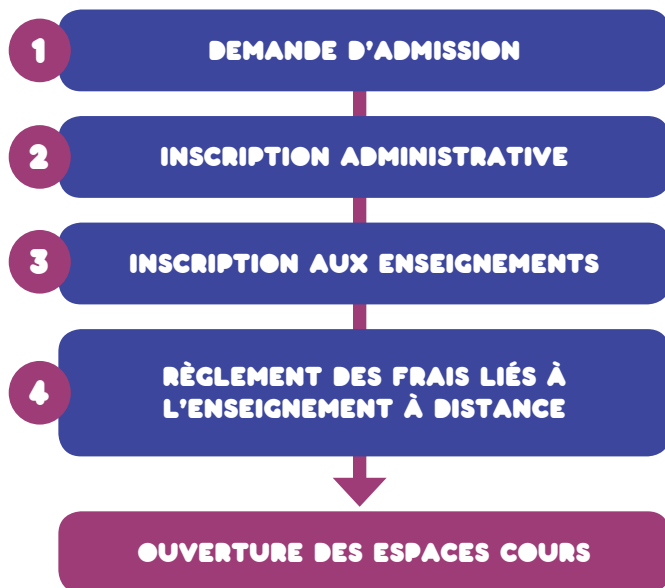 1
DEMANDE D'ADMISSION
2
INSCRIPTION ADMINISTRATIVE
3
INSCRIPTION AUX ENSEIGNEMENTS
4
RÈGLEMENT DES FRAIS LIÉS À
L'ENSEIGNEMENT À DISTANCE
OUVERTURE DES ESPACES COURS